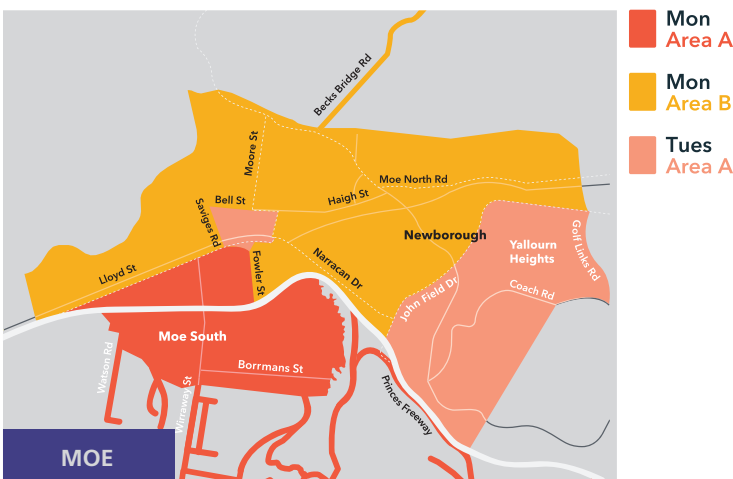 Mon
Area A
Mon
Area B
Tues
Area A
Becks Bridge Rd
Moore St
Moe North Rd
Haigh St
Bell St
Saviges Rd
Newborough
Yallourn
Heights
Golf Links Rd
Lloyd St
Fowler St
Narracan Dr
John Field Dr
Coach Rd
Moe South
Watson Rd
Borrmans St
Wirraway St
Princes Freeway
MOE